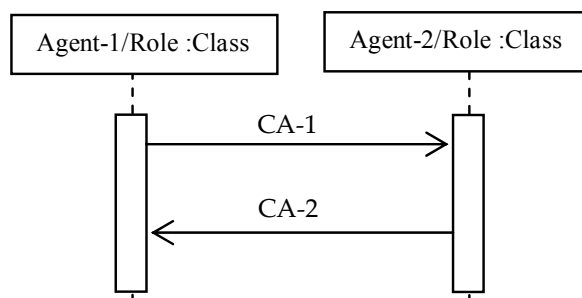 Agent-1/Role :Class
Agent-2/Role :Class
CA-1
CA-2